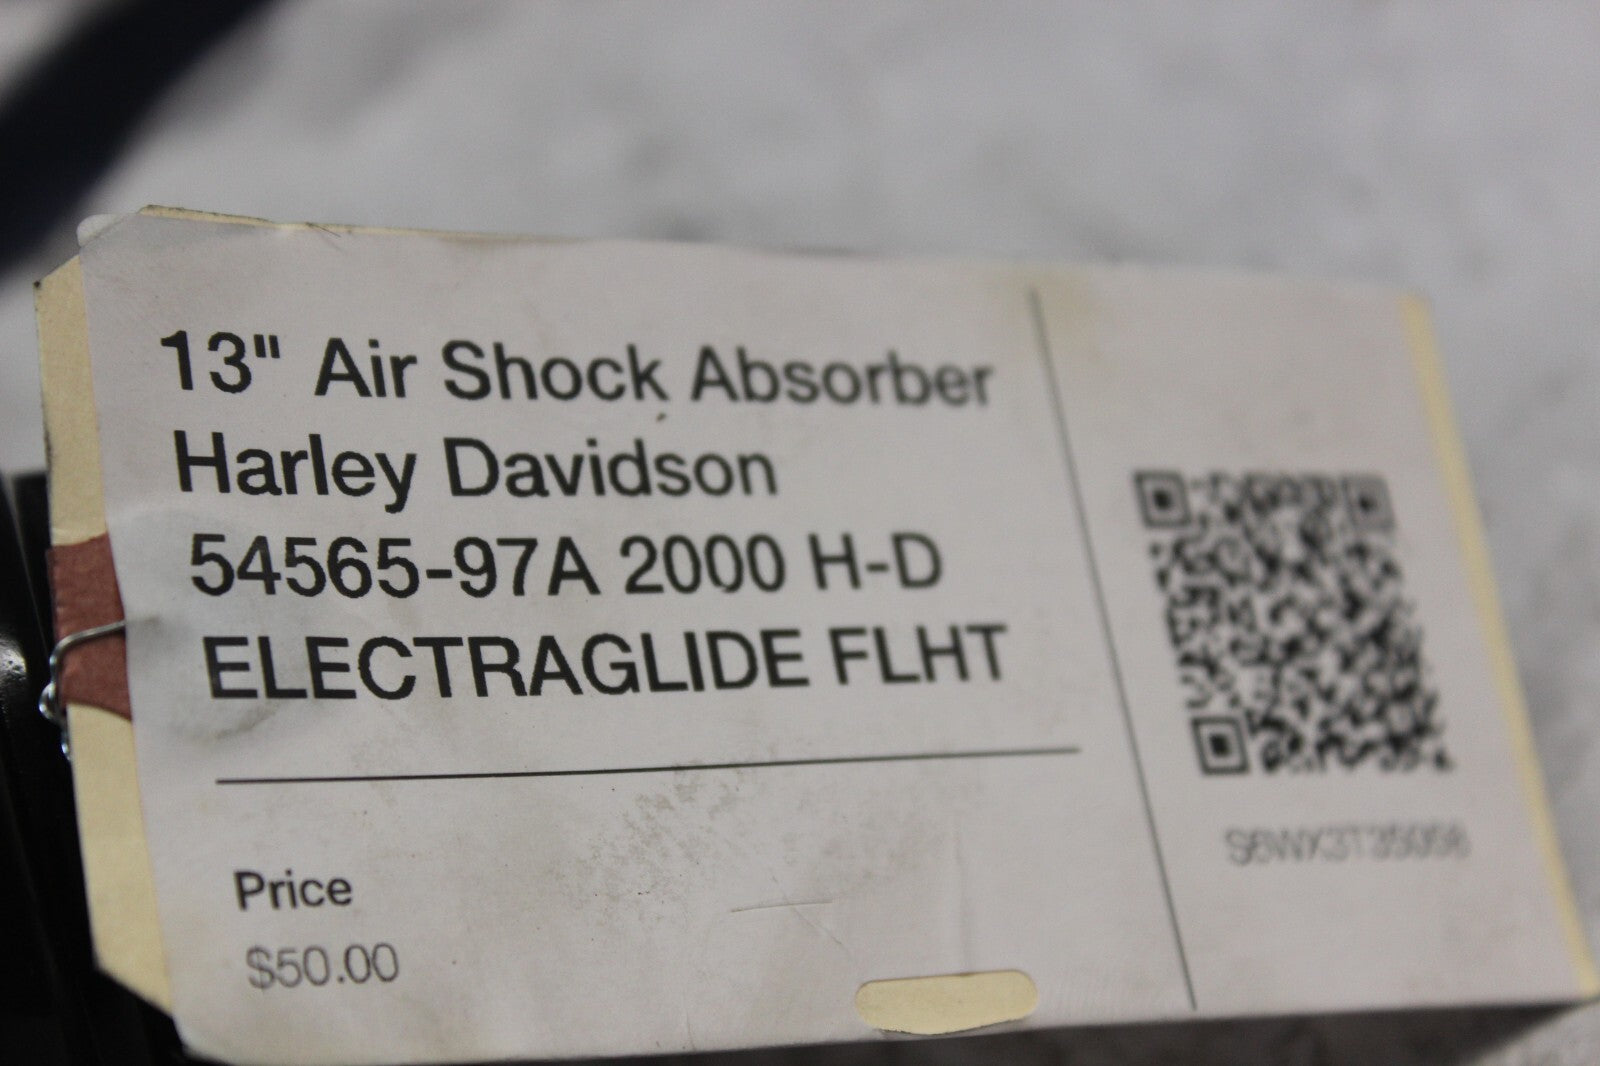 13" Air Shock Absorber
Harley Davidson
54565-97A 2000 H-D
ELECTRAGLIDE FLHT
Price
$50.00